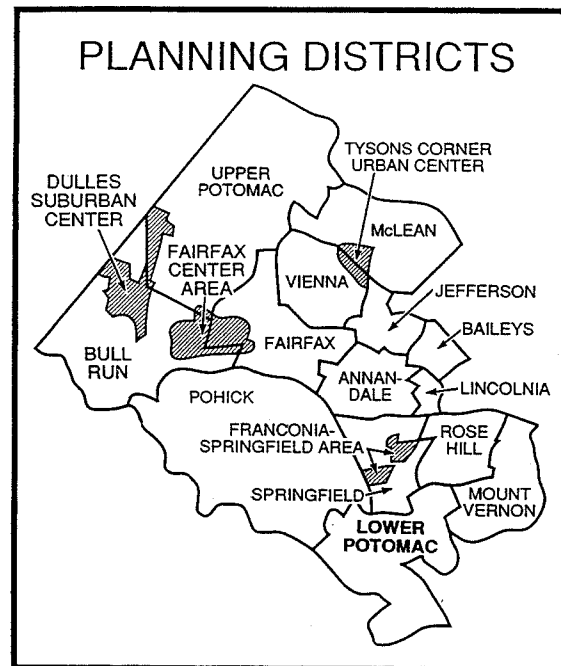 PLANNING DISTRICTS
TYSONS CORNER
URBAN CENTER
UPPER
POTOMAC
DULLES
SUBURBAN
CENTER
McLEAN
FAIRFAX
CENTER
AREA
VIENNA
JEFFERSON
BAILEYS
FAIRFAX
BULL
RUN
ANNAN-
DALE
LINCOLNIA
POHICK
FRANCONIA-
SPRINGFIELD AREA
ROSE
HILL
SPRINGFIELD
MOUNT
VERNON
LOWER
POTOMAC